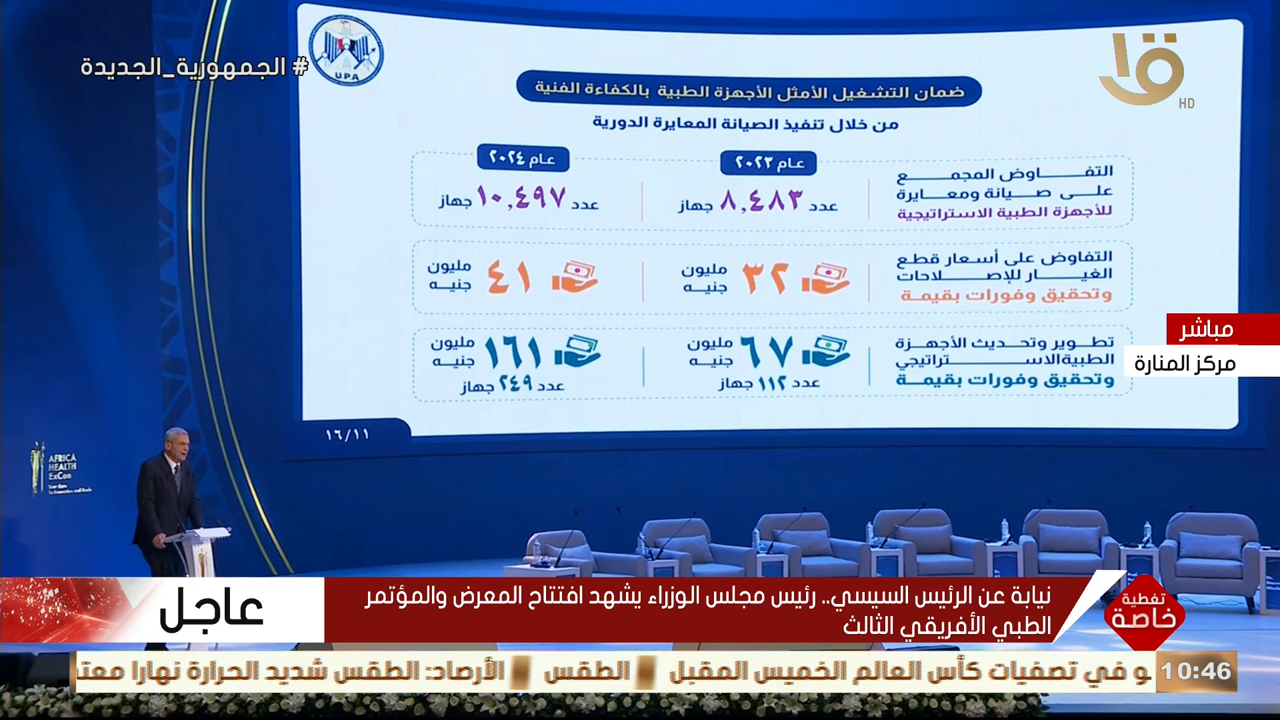 # الجمهورية_الجديدة
UPA
HD
ضمان التشغيل الأمثل الأجهزة الطبية بالكفاءة الفنية
من خلال تنفيذ الصيانة المعايرة الدورية
عام ٢٠٢٣
عام ٢٠٢٤
التفاوض المجمع
على صيانة ومعايرة
للأجهزة الطبية الاستراتيجية
عدد ٨,٤٨٣ جهاز
عدد ١٠,٤٩٧ جهاز
التفاوض على أسعار قطع
الغيار للإصلاحات
وتحقيق وفورات بقيمة
٣٢ مليون جنيه
٤١ مليون جنيه
تطوير وتحديث الأجهزة
الطبيةالاستراتيجي
وتحقيق وفورات بقيمة
٦٧ مليون جنيه
عدد ١١٢ جهاز
١٦١ مليون جنيه
عدد ٢٤٩ جهاز
١٦/١١
مباشر
مركز المنارة
AFRICA
HEALTH
ExCon
عاجل
نيابة عن الرئيس السيسي.. رئيس مجلس الوزراء يشهد افتتاح المعرض والمؤتمر
الطبي الأفريقي الثالث
تغطية
خاصة
10:46
و في تصفيات كأس العالم الخميس المقبل الطقس الأرصاد: الطقس شديد الحرارة نهارا معت